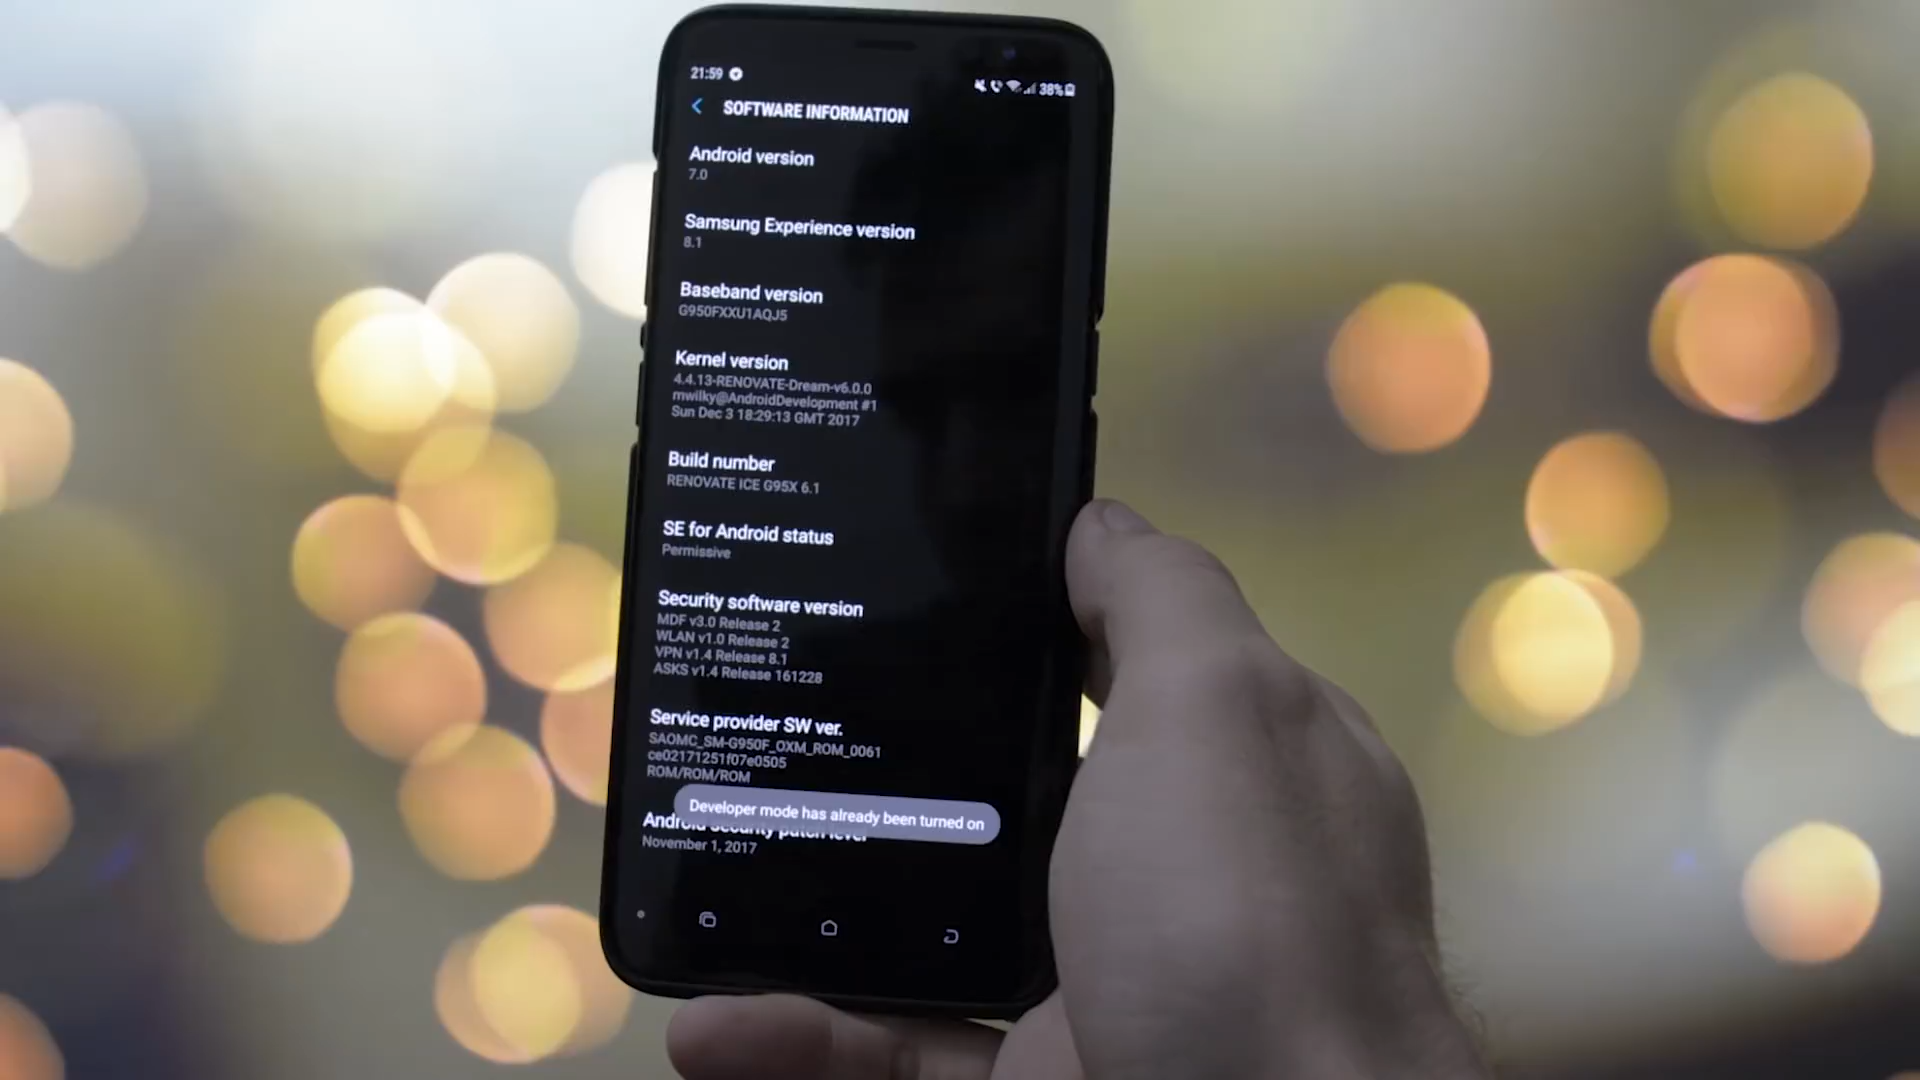 21:59
38%
SOFTWARE INFORMATION
Android version
7.0
Samsung Experience version
8.1
Baseband version
G950FXXU1AQJ5
Kernel version
4.4.13-RENOVATE-Dream-v6.0.0
mwilky@AndroidDevelopment #1
Sun Dec 3 18:29:13 GMT 2017
Build number
RENOVATE ICE G95X 6.1
SE for Android status
Permissive
Security software version
MDF v3.0 Release 2
WLAN v1.0 Release 2
VPN v1.4 Release 8.1
ASKS v1.4 Release 161228
Service provider SW ver.
SAOMC_SM-G950F_OXM_ROM_0061
ce02171251f07e0505
ROM/ROM/ROM
Developer mode has already been turned on
Android security patch level
November 1, 2017